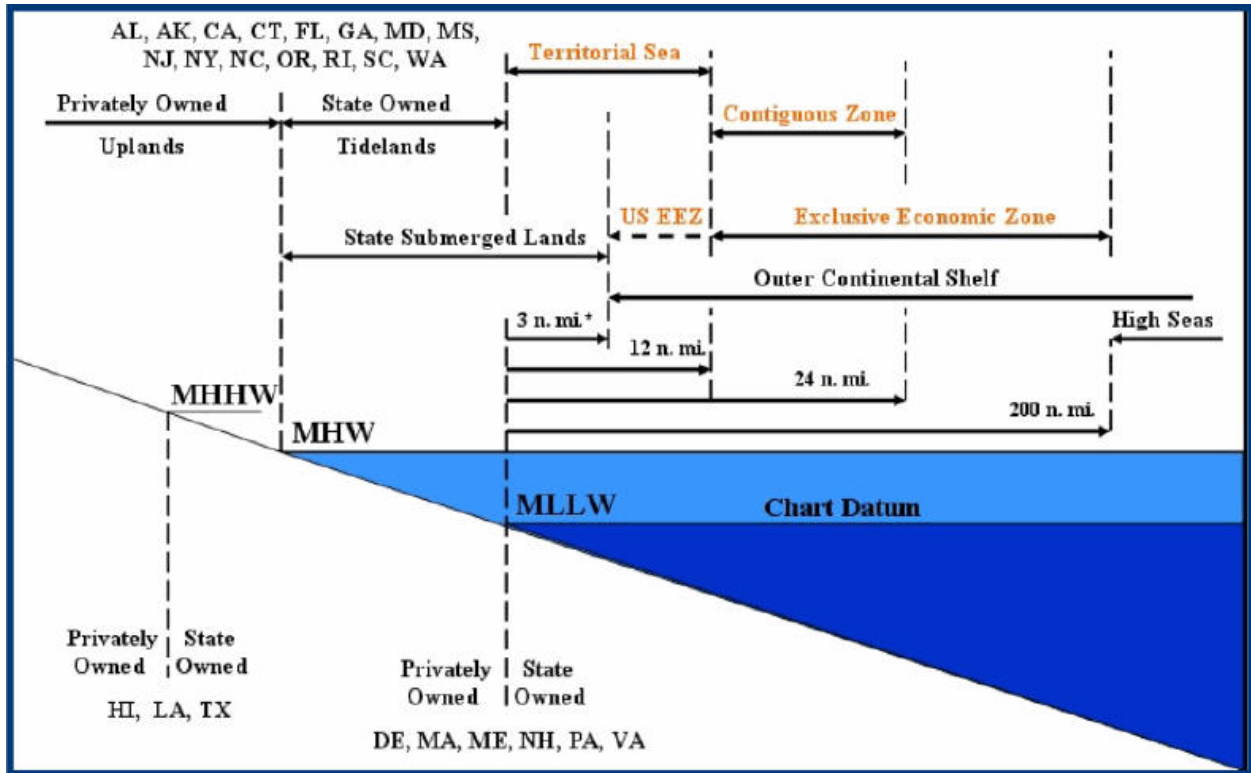 AL, AK, CA, CT, FL, GA, MD, MS,
NJ, NY, NC, OR, RI, SC, WA
Territorial Sea
Privately Owned
State Owned
Contiguous Zone
Uplands
Tidelands
US EEZ
Exclusive Economic Zone
State Submerged Lands
Outer Continental Shelf
3 n. mi.*
High Seas
12 n. mi.
24 n. mi.
200 n. mi.
MHHW
MHW
MLLW
Chart Datum
Privately
Owned
State
Owned
HI, LA, TX
Privately
Owned
State
Owned
DE, MA, ME, NH, PA, VA